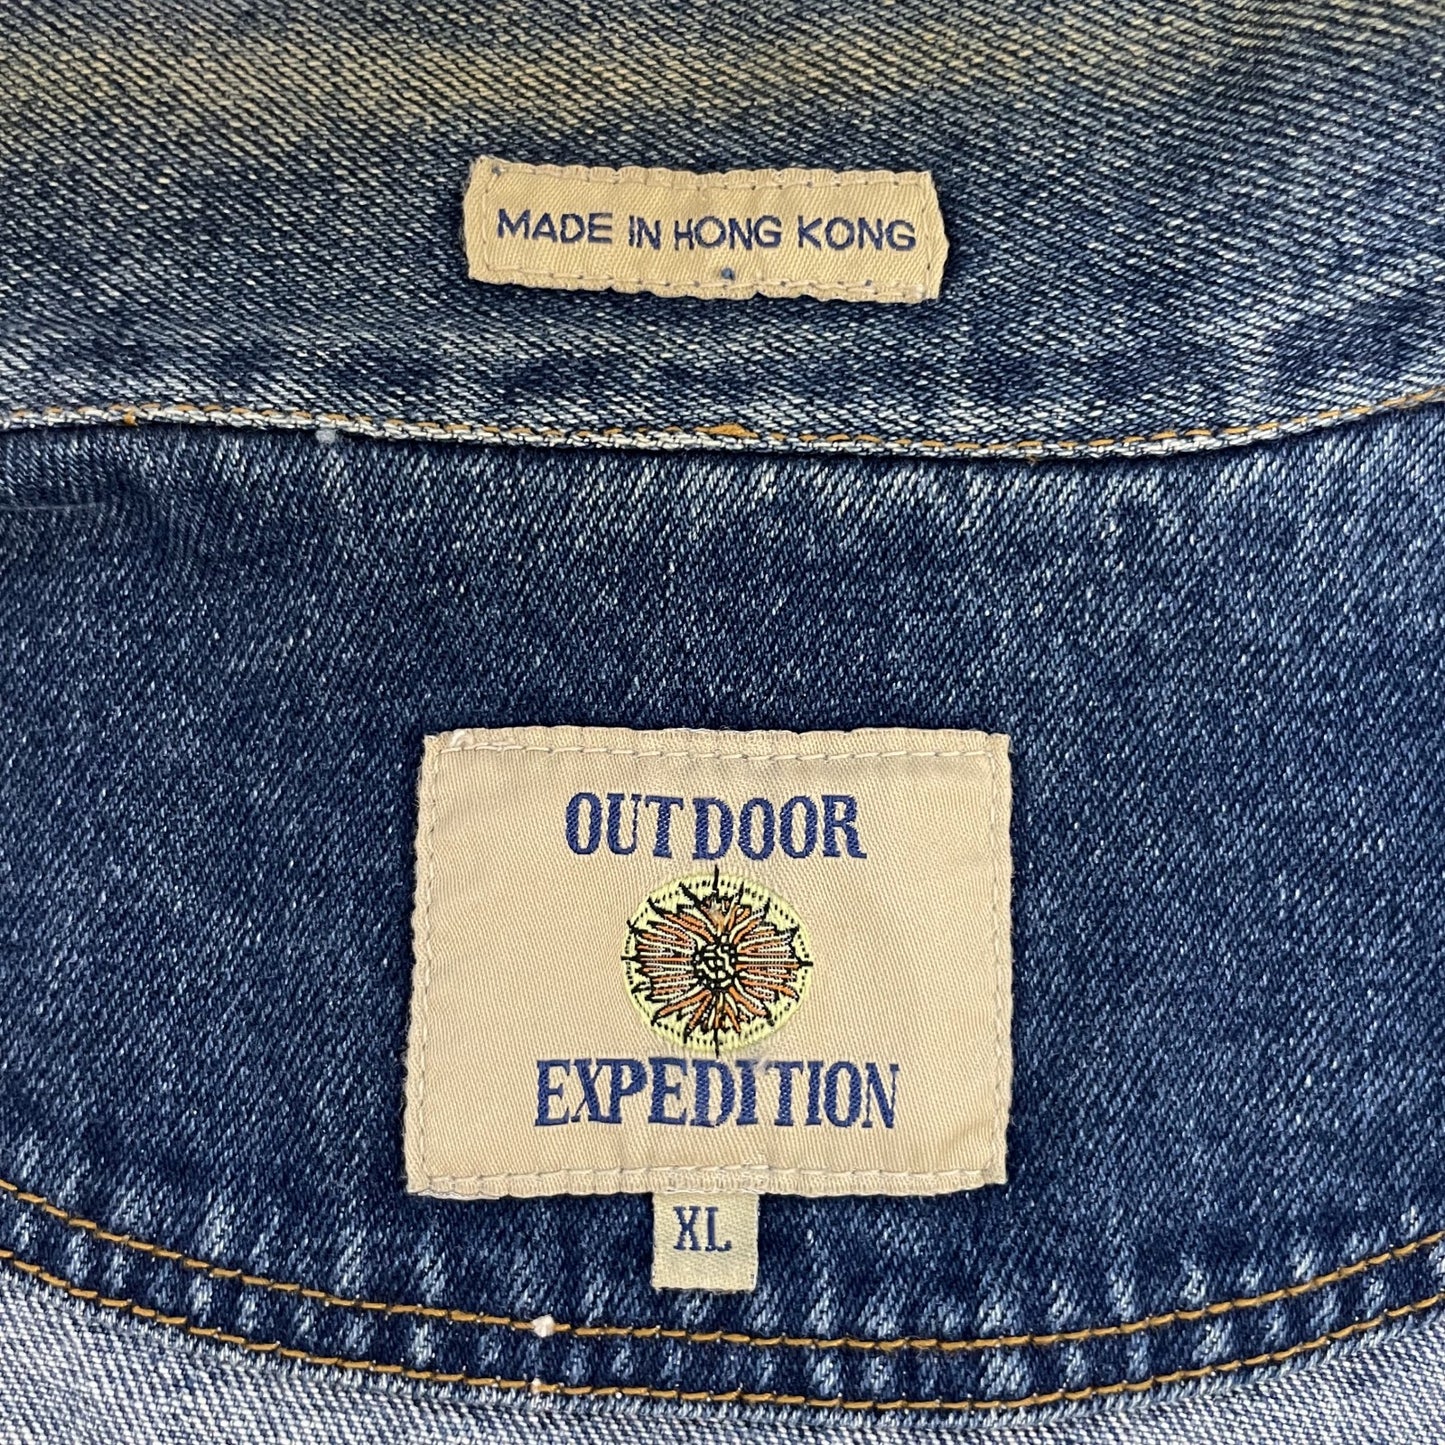 MADE IN HONG KONG
OUTDOOR
EXPEDITION
XL